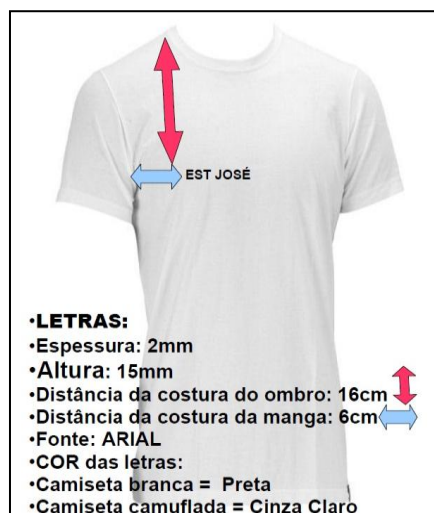 EST JOSÉ
•LETRAS:
•Espessura: 2mm
•Altura: 15mm
•Distância da costura do ombro: 16cm
•Distância da costura da manga: 6cm
•Fonte: ARIAL
•COR das letras:
•Camiseta branca = Preta
•Camiseta camuflada = Cinza Claro